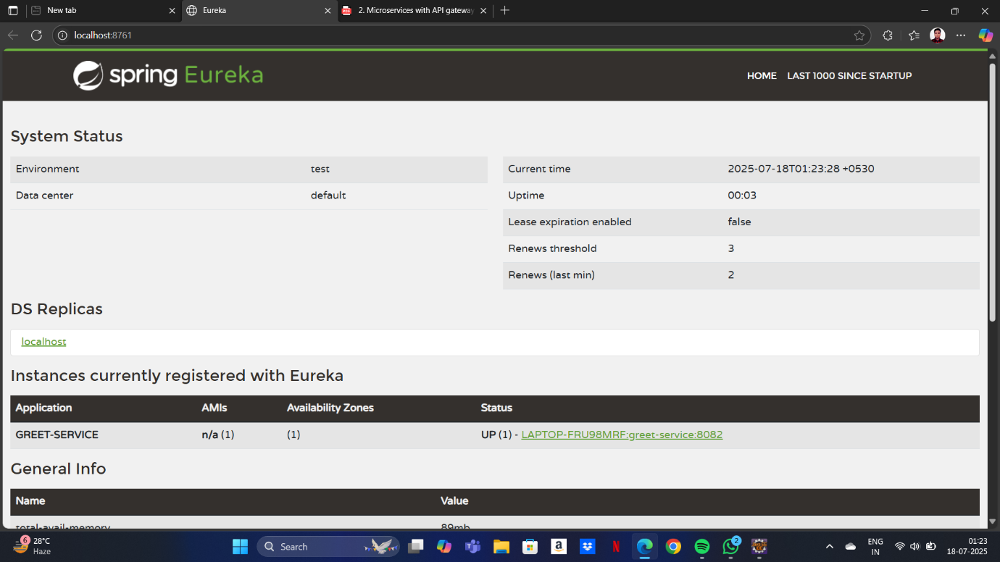 New tab
Eureka
2. Microservices with API gateway
localhost:8761
spring Eureka
HOME LAST 1000 SINCE STARTUP
System Status
Environment test
Data center default
Current time 2025-07-18T01:23:28 +0530
Uptime 00:03
Lease expiration enabled false
Renews threshold 3
Renews (last min) 2
DS Replicas
localhost
Instances currently registered with Eureka
Application AMIs Availability Zones Status
GREET-SERVICE n/a (1) (1) UP (1) - LAPTOP-FRU98MRF:greet-service:8082
General Info
Name Value
total-avail-memory 89mb
6
28°C
Haze
Search
a
N
2
ENG
IN
01:23
18-07-2025